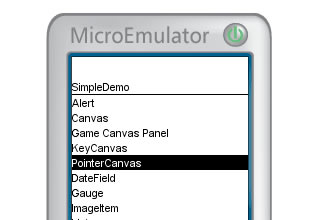 MicroEmulator
SimpleDemo
Alert
Canvas
Game Canvas Panel
KeyCanvas
PointerCanvas
DateField
Gauge
ImageItem